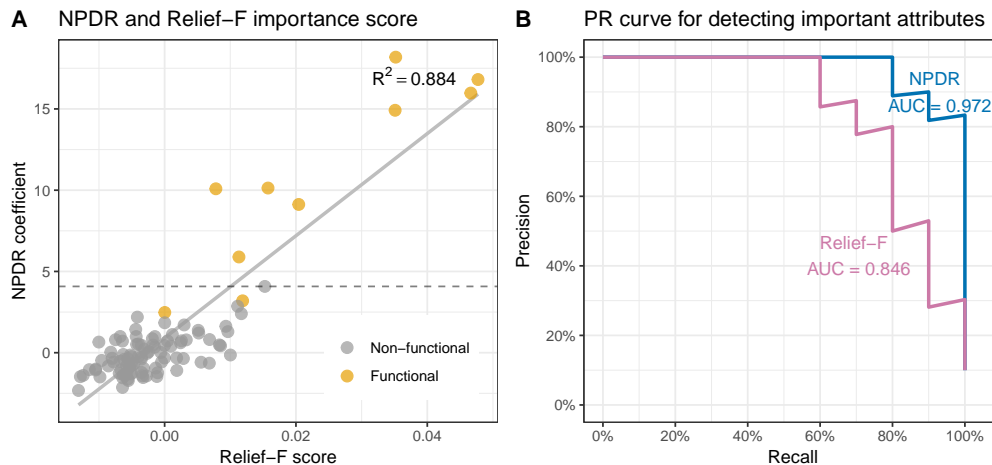 A
NPDR and Relief−F importance score
R² = 0.884
NPDR coefficient
15
10
5
0
Non−functional
Functional
0.00
0.02
0.04
Relief−F score
B
PR curve for detecting important attributes
NPDR
AUC = 0.972
Relief−F
AUC = 0.846
Precision
100%
80%
60%
40%
20%
0%
0%
20%
40%
60%
80%
100%
Recall